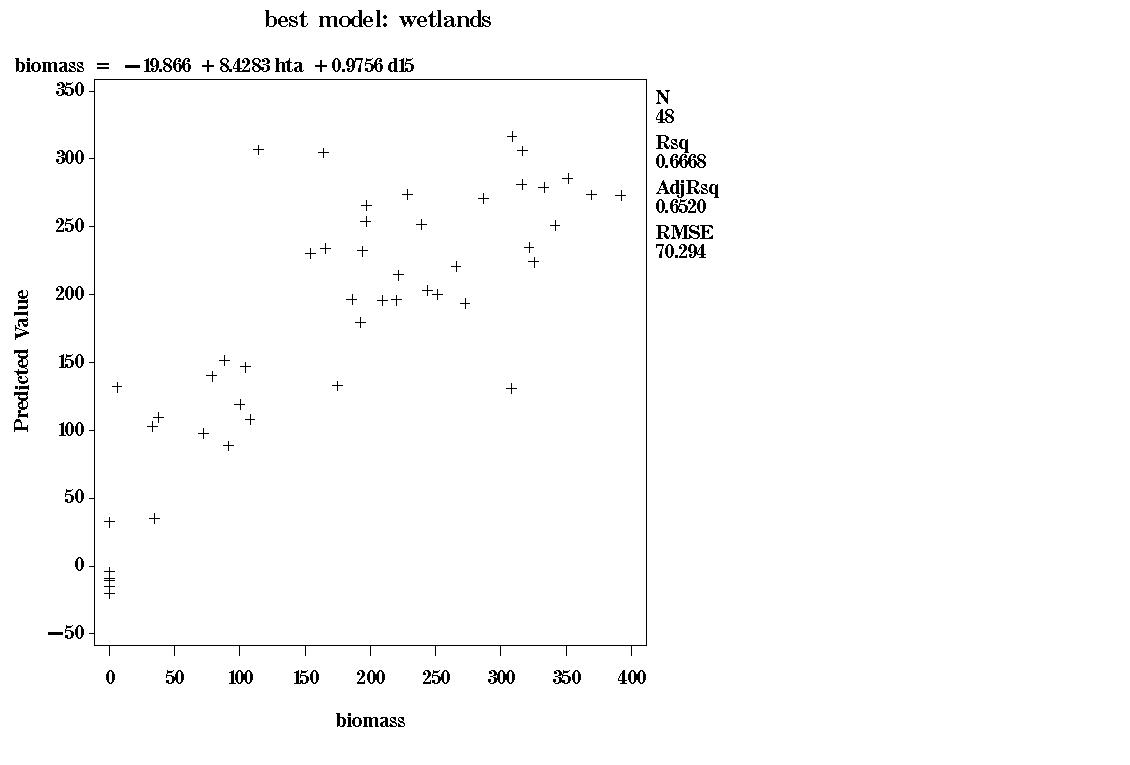 best model: wetlands
biomass = −19.866 +8.4283 hta +0.9756 d15
350
300
250
200
150
100
50
0
−50
Predicted Value
0 50 100 150 200 250 300 350 400
biomass
N
48
Rsq
0.6668
AdjRsq
0.6520
RMSE
70.294